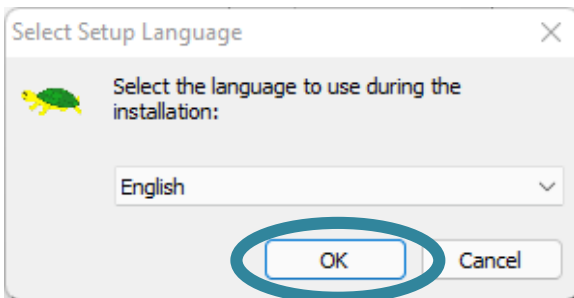 Select Setup Language
Select the language to use during the
installation:
English
OK Cancel